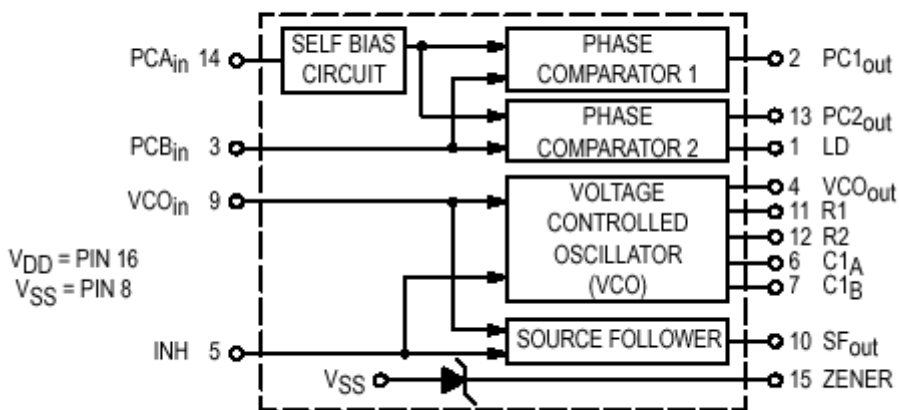 PCAin 14
SELF BIAS
CIRCUIT
PHASE
COMPARATOR 1
2 PC1out
PHASE
COMPARATOR 2
13 PC2out
PCBin 3
1 LD
VCOin 9
VOLTAGE
CONTROLLED
OSCILLATOR
(VCO)
4 VCOout
11 R1
12 R2
6 C1A
7 C1B
VDD = PIN 16
VSS = PIN 8
INH 5
SOURCE FOLLOWER
10 SFout
VSS
15 ZENER